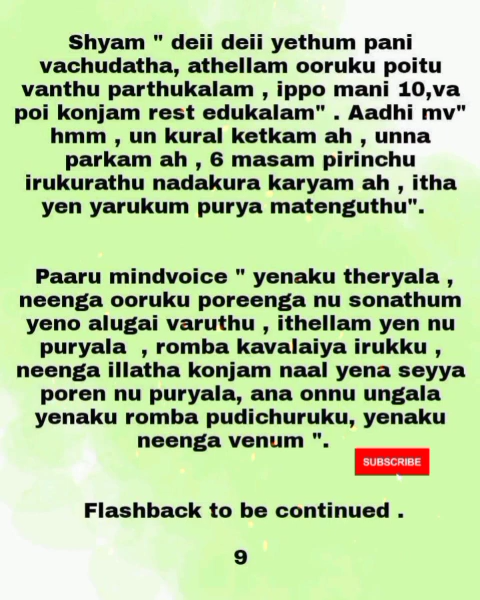 Shyam " deii deii yethum pani
vachudatha, athellam ooruku poitu
vanthu parthukalam , ippo mani 10,va
poi konjam rest edukalam" . Aadhi mv"
hmm , un kural ketkam ah , unna
parkam ah , 6 masam pirinchu
irukurathu nadakura karyam ah , itha
yen yarukum purya matenguthu".
Paaru mindvoice " yenaku theryala ,
neenga ooruku poreenga nu sonathum
yeno alugai varuthu , ithellam yen nu
puryala , romba kavalaiya irukku ,
neenga illatha konjam naal yena seyya
poren nu puryala, ana onnu ungala
yenaku romba pudichuruku, yenaku
neenga venum ".
SUBSCRIBE
Flashback to be continued .
9